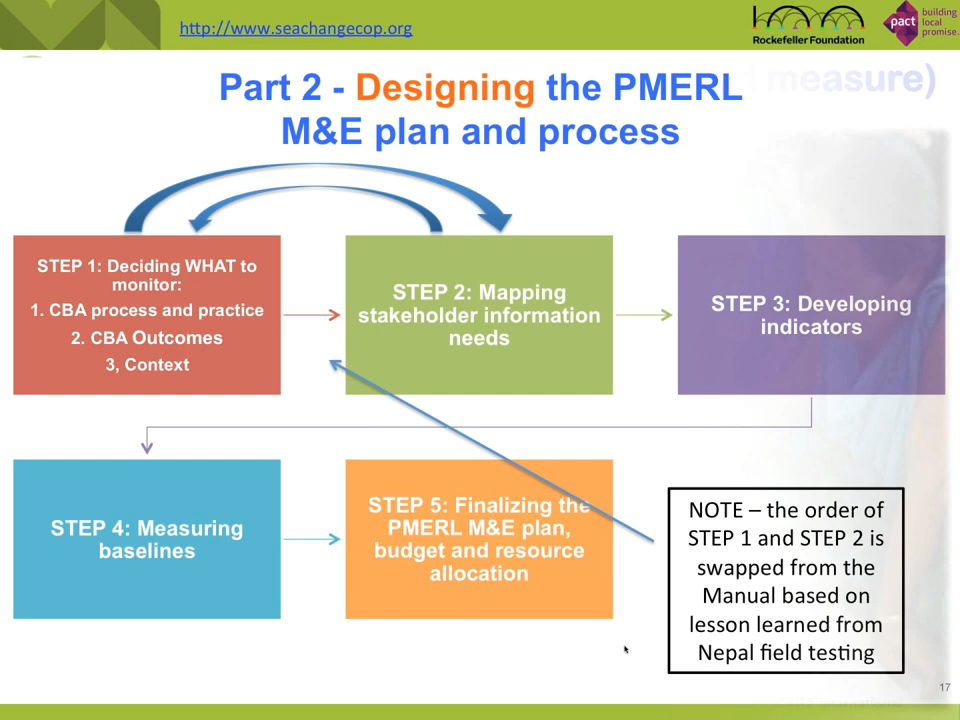 http://www.seachangecop.org
Rockefeller Foundation
pact
building
local
promise.
measure)
Part 2 - Designing the PMERL
M&E plan and process
STEP 1: Deciding WHAT to
monitor:
1. CBA process and practice
2. CBA Outcomes
3, Context
STEP 2: Mapping
stakeholder information
needs
STEP 3: Developing
indicators
STEP 4: Measuring
baselines
STEP 5: Finalizing the
PMERL M&E plan,
budget and resource
allocation
NOTE – the order of
STEP 1 and STEP 2 is
swapped from the
Manual based on
lesson learned from
Nepal field testing
17